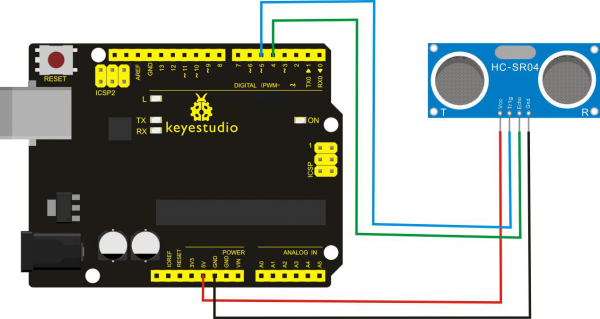 RESET
ICSP2
AREF
GND
13
12
~11
~10
~9
8
7
~6
~5
4
~3
2
TX0 1
RX0 0
DIGITAL (PWM~)
L
TX
RX
keyestudio
ON
1
ICSP
POWER
ANALOG IN
IOREF
RESET
3V3
5V
GND
GND
VIN
A0
A1
A2
A3
A4
A5
HC-SR04
T
R
Vcc
Trig
Echo
Gnd